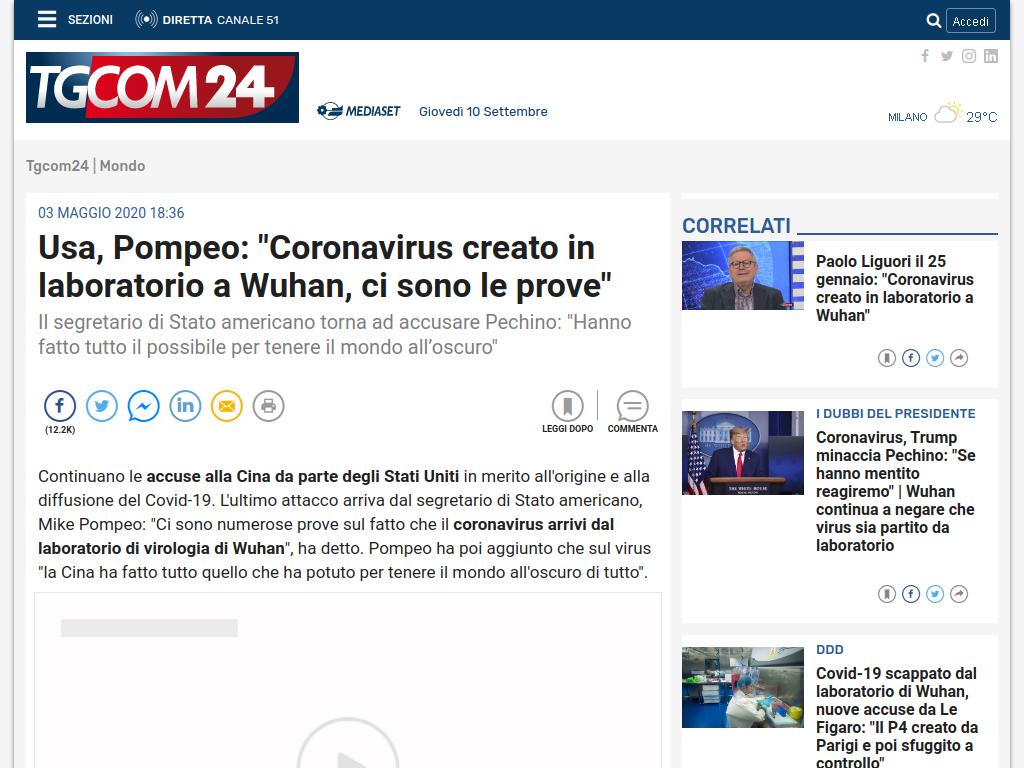 SEZIONI
DIRETTA CANALE 51
Accedi
TGCOM24
MEDIASET
Giovedì 10 Settembre
MILANO
29°C
Tgcom24 | Mondo
03 MAGGIO 2020 18:36
Usa, Pompeo: "Coronavirus creato in
laboratorio a Wuhan, ci sono le prove"
Il segretario di Stato americano torna ad accusare Pechino: "Hanno
fatto tutto il possibile per tenere il mondo all’oscuro"
(12.2K)
LEGGI DOPO
COMMENTA
Continuano le accuse alla Cina da parte degli Stati Uniti in merito all'origine e alla
diffusione del Covid-19. L'ultimo attacco arriva dal segretario di Stato americano,
Mike Pompeo: "Ci sono numerose prove sul fatto che il coronavirus arrivi dal
laboratorio di virologia di Wuhan", ha detto. Pompeo ha poi aggiunto che sul virus
"la Cina ha fatto tutto quello che ha potuto per tenere il mondo all'oscuro di tutto".
CORRELATI
Paolo Liguori il 25
gennaio: "Coronavirus
creato in laboratorio a
Wuhan"
I DUBBI DEL PRESIDENTE
Coronavirus, Trump
minaccia Pechino: "Se
hanno mentito
reagiremo" | Wuhan
continua a negare che
virus sia partito da
laboratorio
THE WHITE HOUSE
DDD
Covid-19 scappato dal
laboratorio di Wuhan,
nuove accuse da Le
Figaro: "Il P4 creato da
Parigi e poi sfuggito a
controllo"